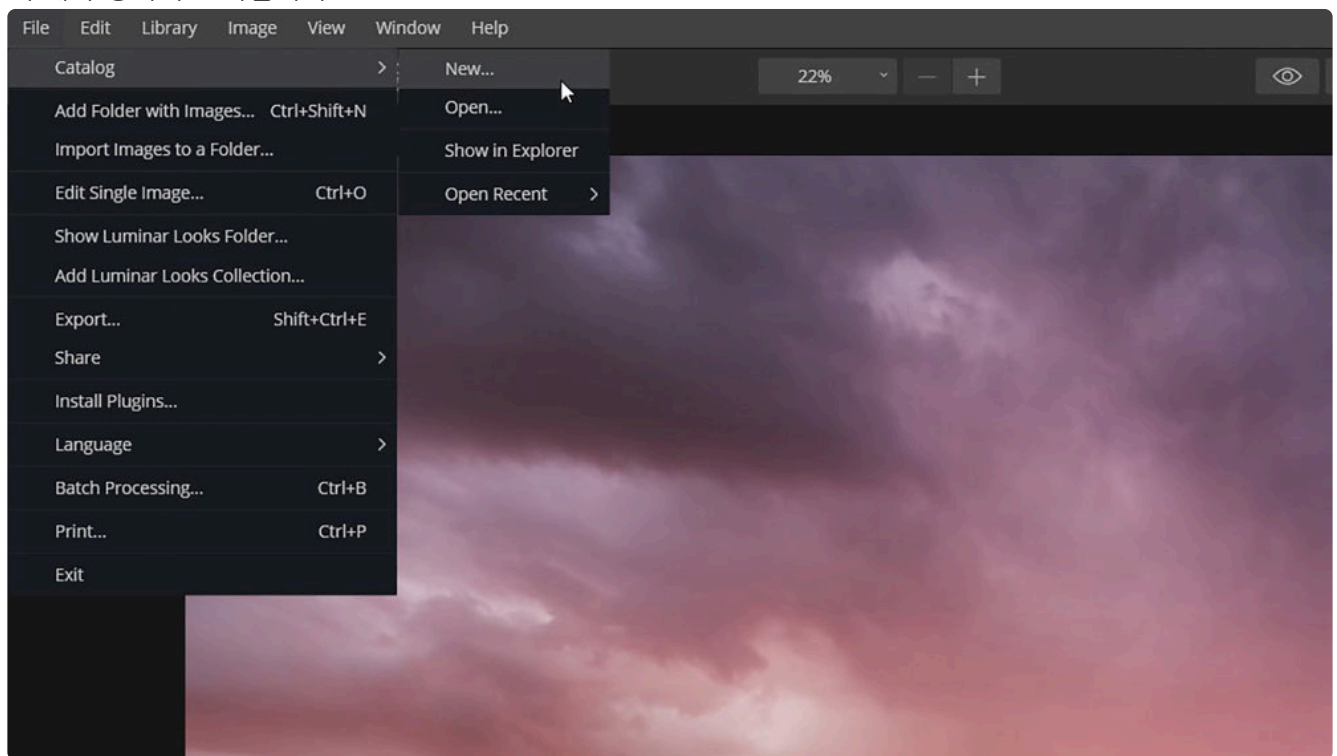 File Edit Library Image View Window Help
Catalog
New...
22%
Add Folder with Images... Ctrl+Shift+N
Open...
Import Images to a Folder...
Show in Explorer
Edit Single Image... Ctrl+O
Open Recent
Show Luminar Looks Folder...
Add Luminar Looks Collection...
Export... Shift+Ctrl+E
Share
Install Plugins...
Language
Batch Processing... Ctrl+B
Print... Ctrl+P
Exit